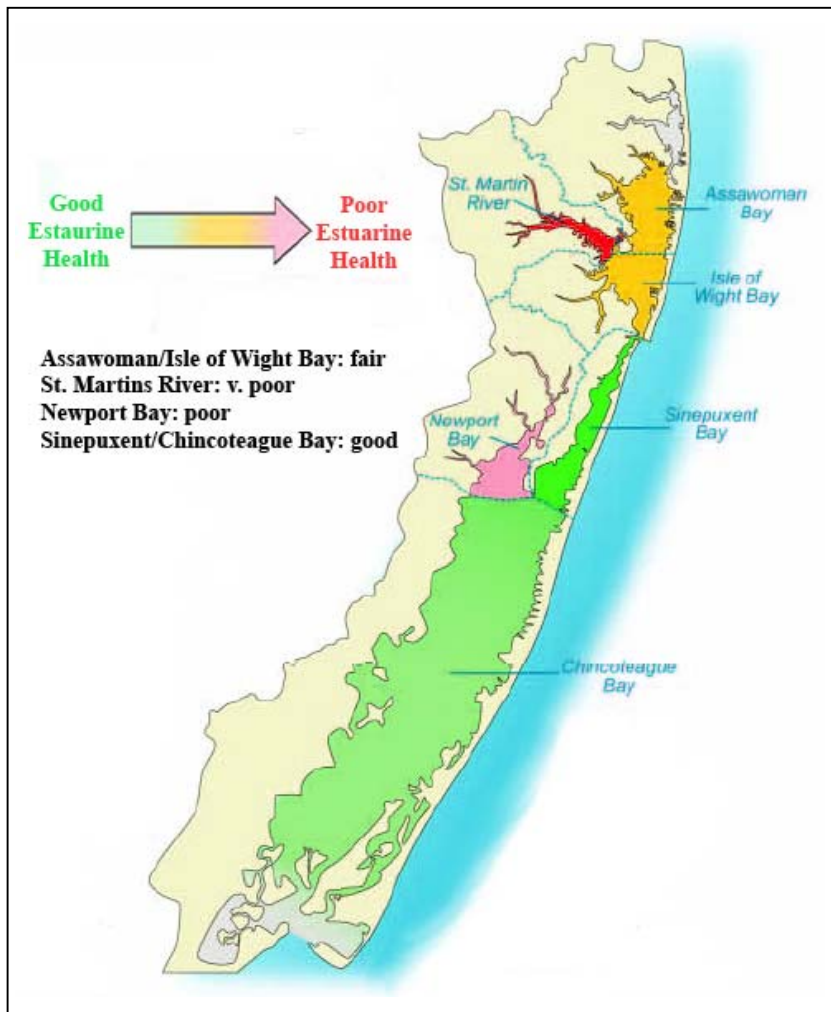 St. Martin
River
Assawoman
Bay
Good
Estaurine
Health
Poor
Estuarine
Health
Isle of
Wight Bay
Assawoman/Isle of Wight Bay: fair
St. Martins River: v. poor
Newport Bay: poor
Sinepuxent/Chincoteague Bay: good
Newport
Bay
Sinepuxent
Bay
Chincoteague
Bay